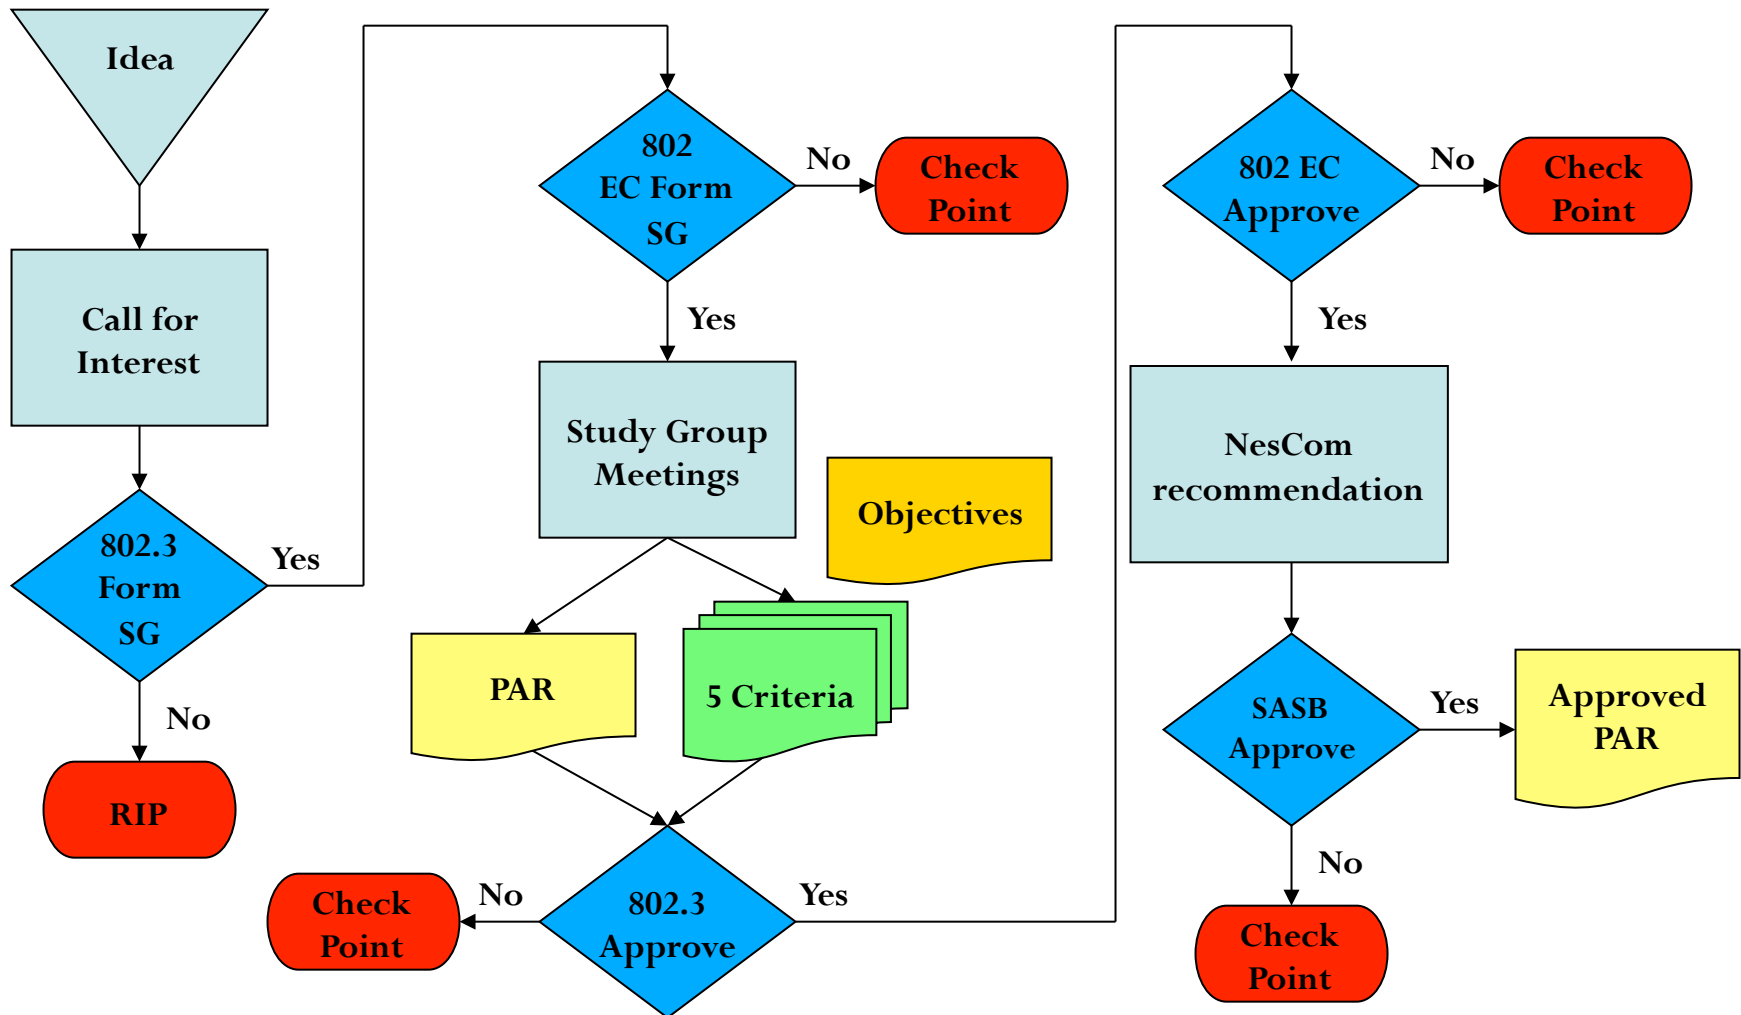 Idea
Call for
Interest
802.3
Form
SG
Yes
No
RIP
802
EC Form
SG
No
Check
Point
Yes
Study Group
Meetings
Objectives
PAR
5 Criteria
802.3
Approve
No
Check
Point
Yes
802 EC
Approve
No
Check
Point
Yes
NesCom
recommendation
SASB
Approve
Yes
Approved
PAR
No
Check
Point